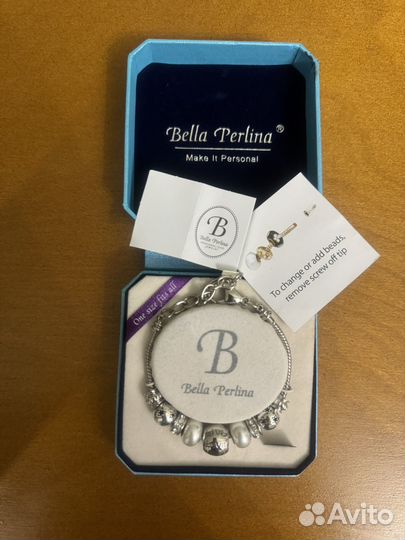 Bella Perlina®
Make It Personal
B
Bella Perlina
To change or add beads,
remove screw off tip
One size fits all
B
Bella Perlina
Avito